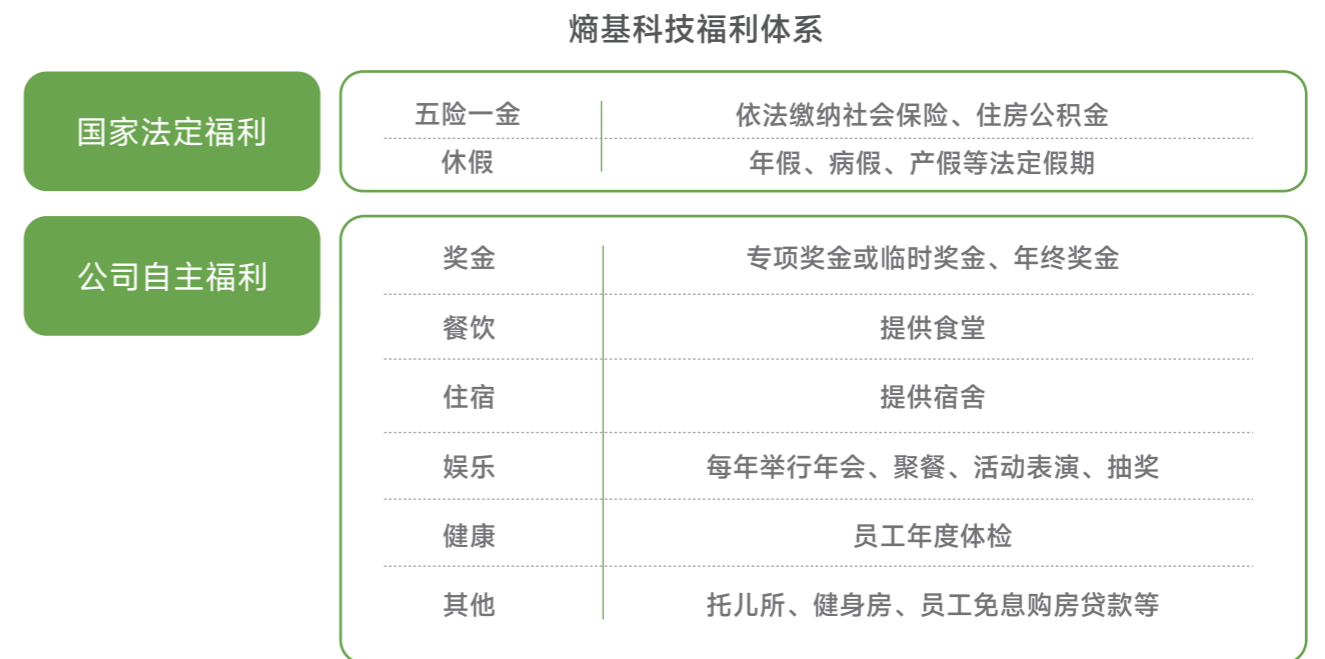 熵基科技福利体系
国家法定福利
五险一金 依法缴纳社会保险、住房公积金
休假 年假、病假、产假等法定假期
公司自主福利
奖金 专项奖金或临时奖金、年终奖金
餐饮 提供食堂
住宿 提供宿舍
娱乐 每年举行年会、聚餐、活动表演、抽奖
健康 员工年度体检
其他 托儿所、健身房、员工免息购房贷款等